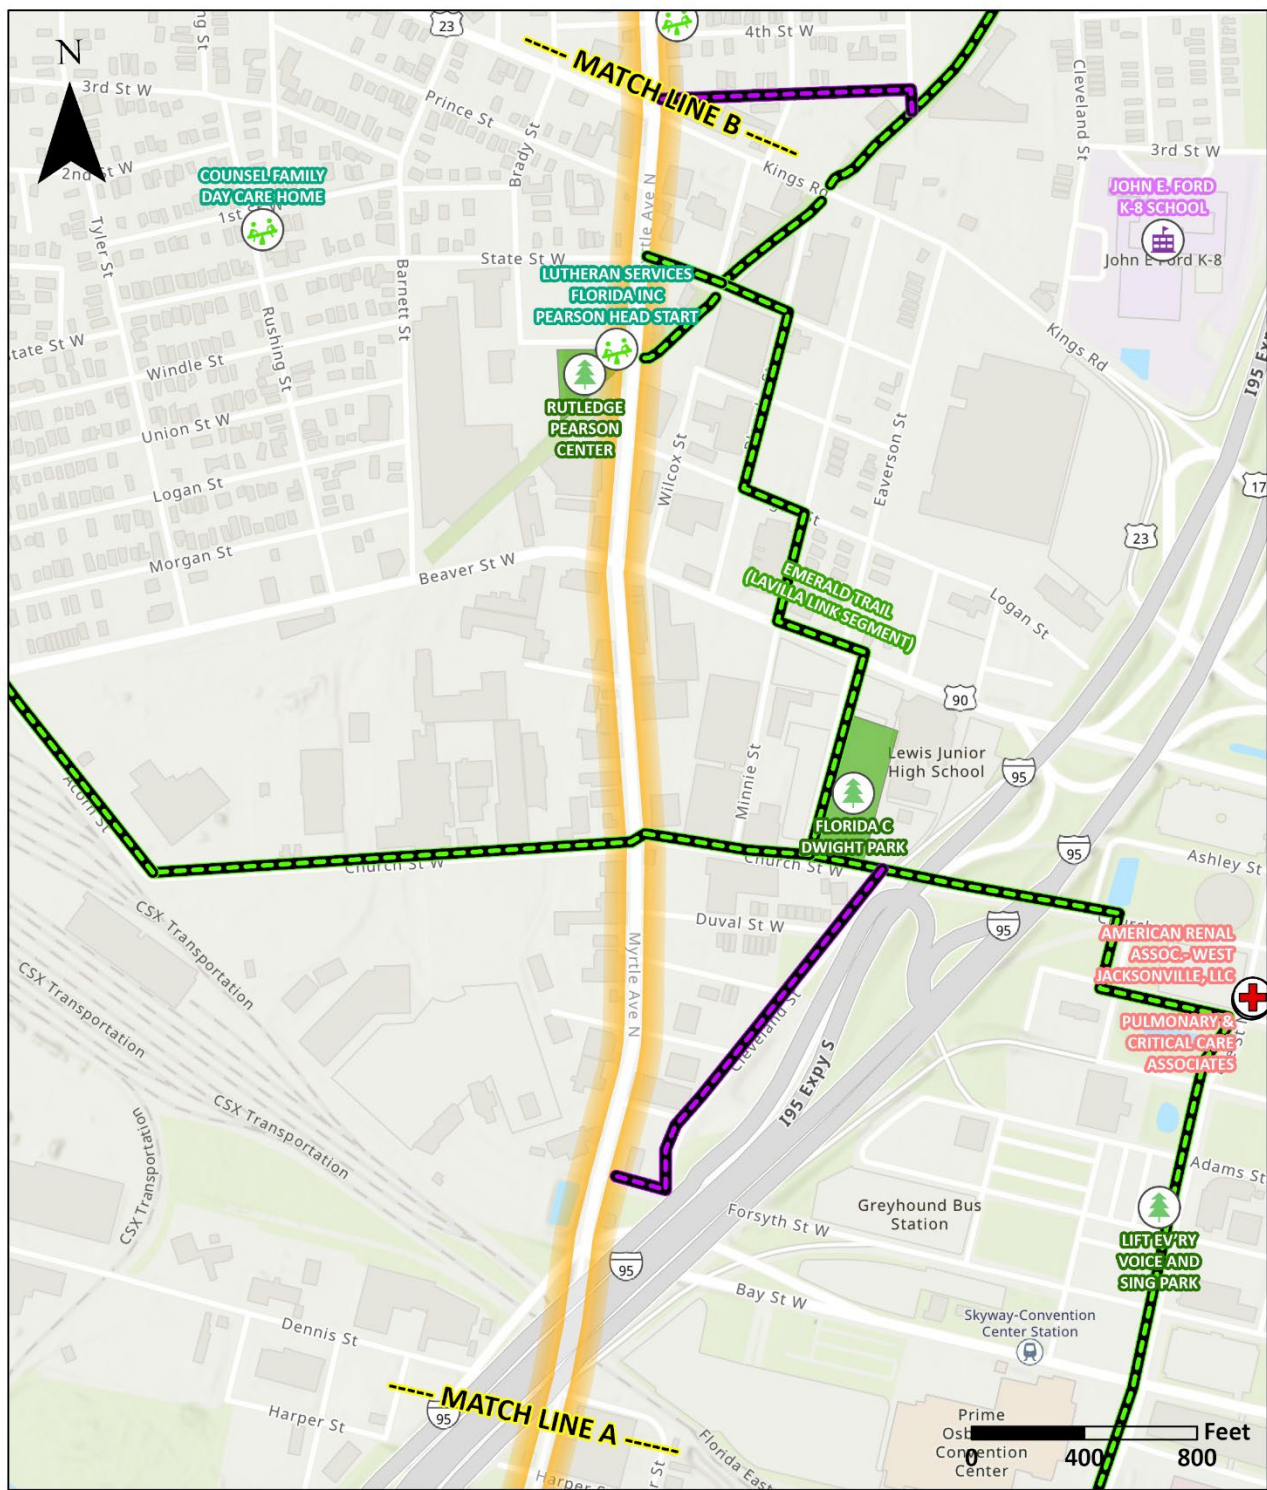 23
4th St W
N
MATCH LINE B
3rd St W
Prince St
Cleveland St
Brady St
2nd St W
Kings Rd
3rd St W
COUNSEL FAMILY
DAY CARE HOME
JOHN E. FORD
K-8 SCHOOL
1st
Tyler St
John E Ford K-8
State St W
Barnett St
LUTHERAN SERVICES
FLORIDA INC
PEARSON HEAD START
Rushing St
Kings Rd
Windle St
RUTLEDGE
PEARSON
CENTER
Union St W
Wilcox St
Eaverson St
Logan St
17
23
Morgan St
Beaver St W
EMERALD TRAIL
(LAVILLA LINK SEGMENT)
Logan St
90
Lewis Junior
High School
95
Minnie St
Acorn St
FLORIDA C
DWIGHT PARK
95
Church St W
Church St W
Ashley St
CSX Transportation
Duval St W
95
AMERICAN RENAL
ASSOC.- WEST
JACKSONVILLE, LLC
Myrtle Ave N
CSX Transportation
Cleveland St
PULMONARY &
CRITICAL CARE
ASSOCIATES
I95 Expy S
CSX Transportation
CSX Transportation
Adams St
Greyhound Bus
Station
Forsyth St W
LIFT EV'RY
VOICE AND
SING PARK
95
Bay St W
Skyway-Convention
Center Station
Dennis St
MATCH LINE A
95
Harper St
Prime
Convention
Center
0 400 800 Feet
Florida East
Harper S